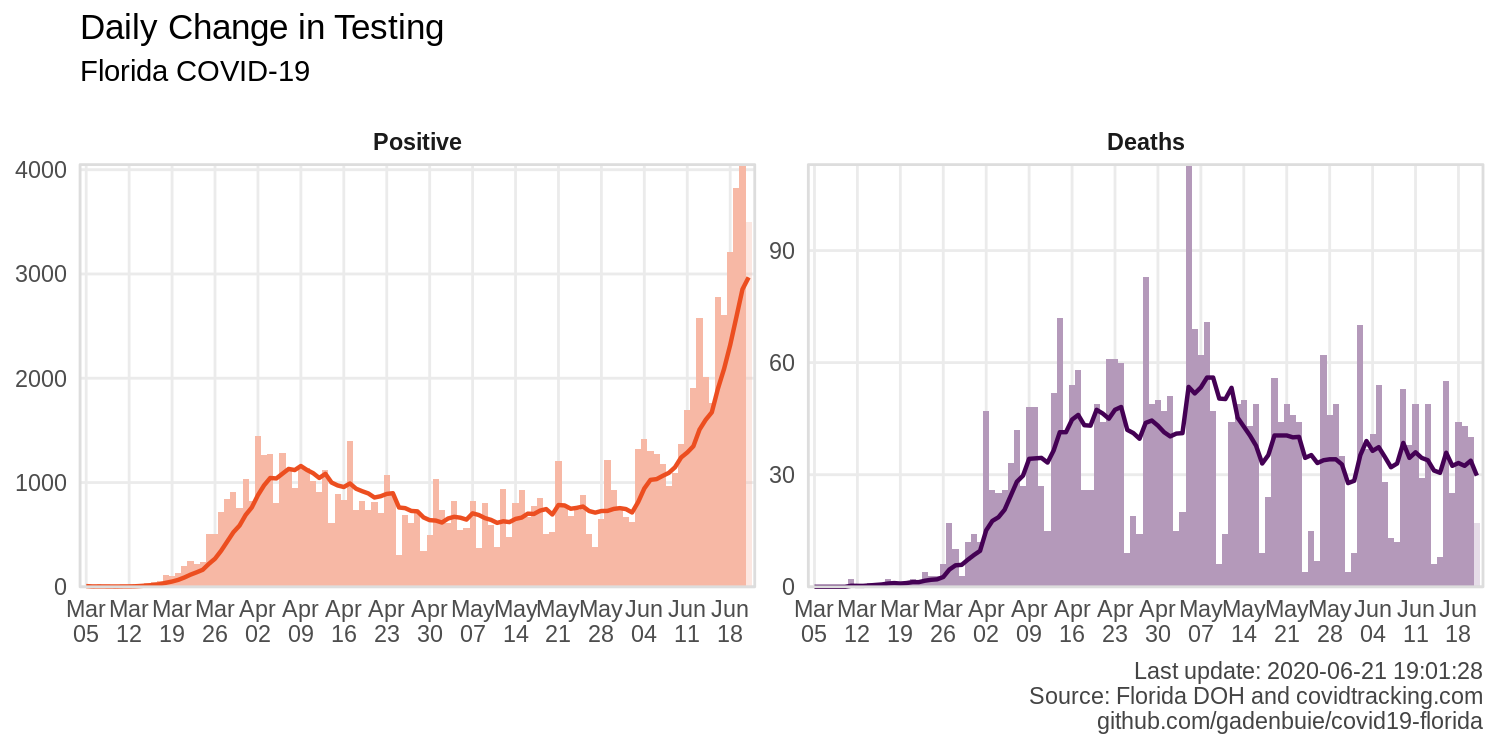 Daily Change in Testing
Florida COVID-19
Positive
4000
3000
2000
1000
0
Mar Mar Mar Mar Apr Apr Apr Apr Apr May May May May Jun Jun Jun
05 12 19 26 02 09 16 23 30 07 14 21 28 04 11 18
Deaths
90
60
30
0
Mar Mar Mar Mar Apr Apr Apr Apr Apr May May May May Jun Jun Jun
05 12 19 26 02 09 16 23 30 07 14 21 28 04 11 18
Last update: 2020-06-21 19:01:28
Source: Florida DOH and covidtracking.com
github.com/gadenbuie/covid19-florida